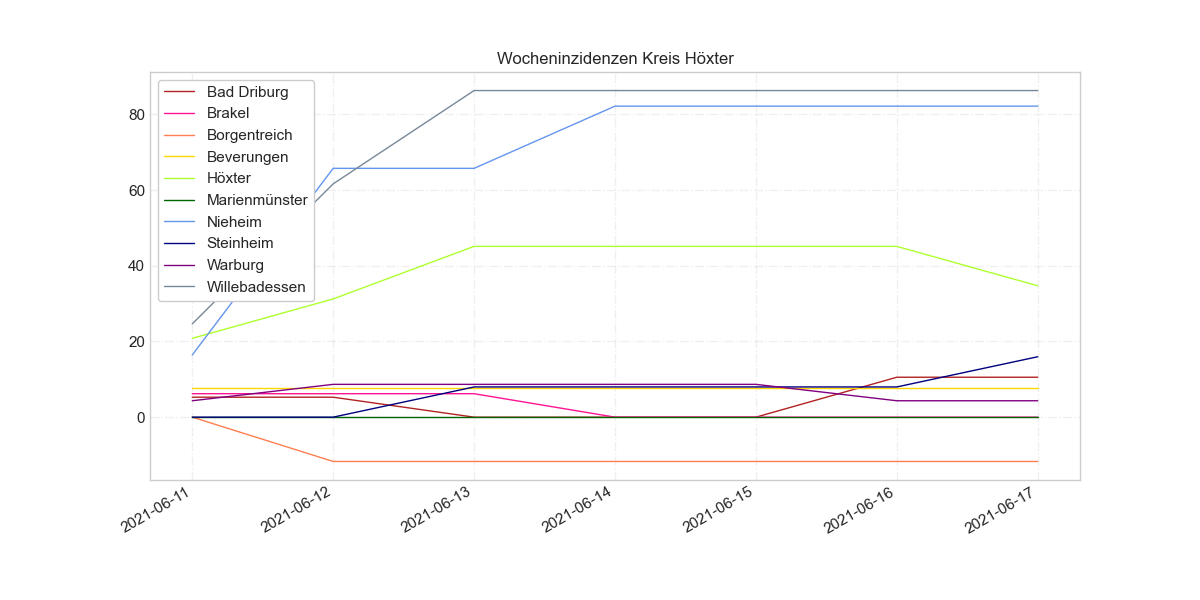 Wocheninzidenzen Kreis Höxter
Bad Driburg
Brakel
Borgentreich
Beverungen
Höxter
Marienmünster
Nieheim
Steinheim
Warburg
Willebadessen
80
60
40
20
0
2021-06-11
2021-06-12
2021-06-13
2021-06-14
2021-06-15
2021-06-16
2021-06-17